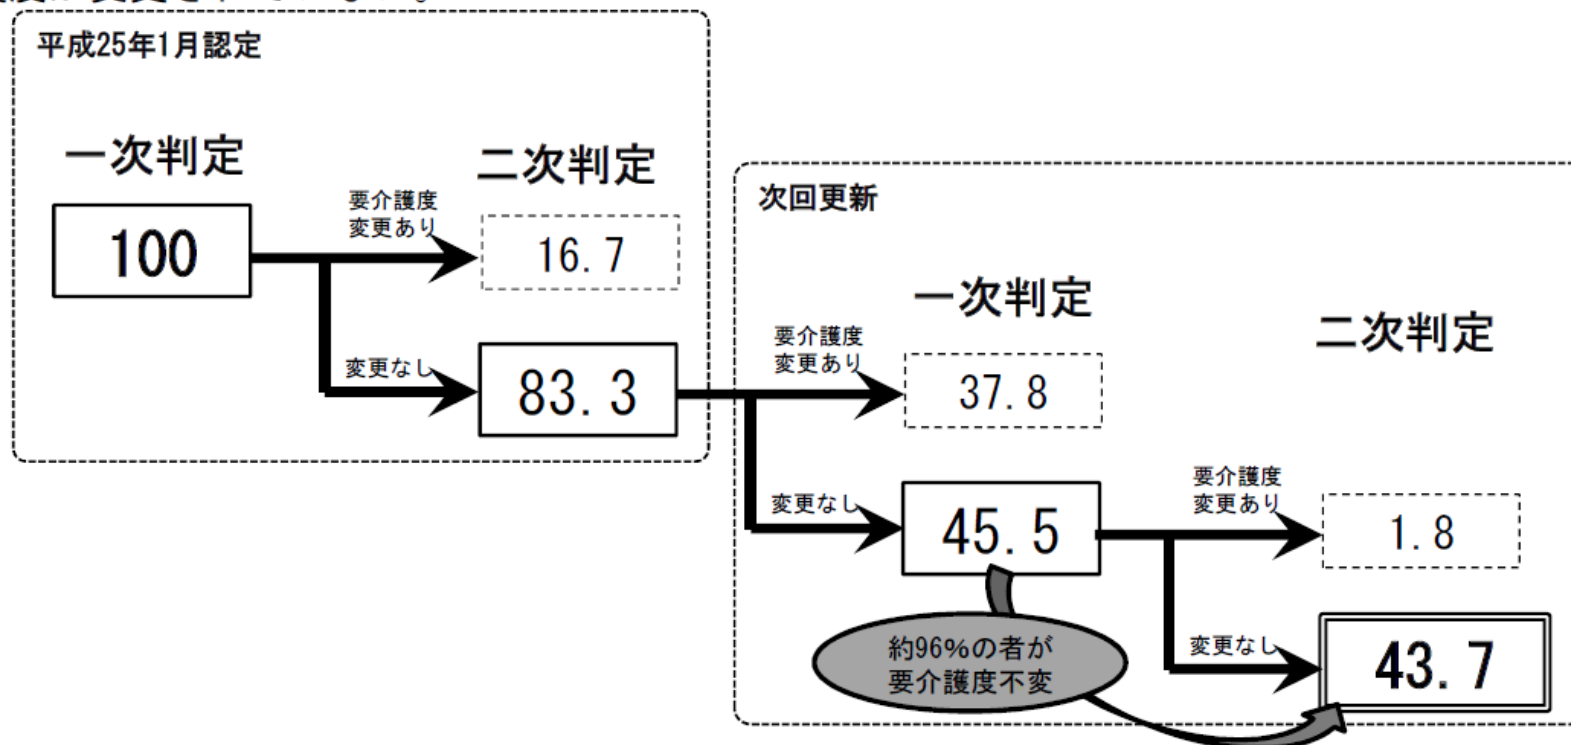 平成25年1月認定
一次判定
二次判定
100
要介護度
変更あり
16.7
変更なし
83.3
次回更新
一次判定
二次判定
要介護度
変更あり
37.8
変更なし
45.5
要介護度
変更あり
1.8
変更なし
43.7
約96%の者が
要介護度不変